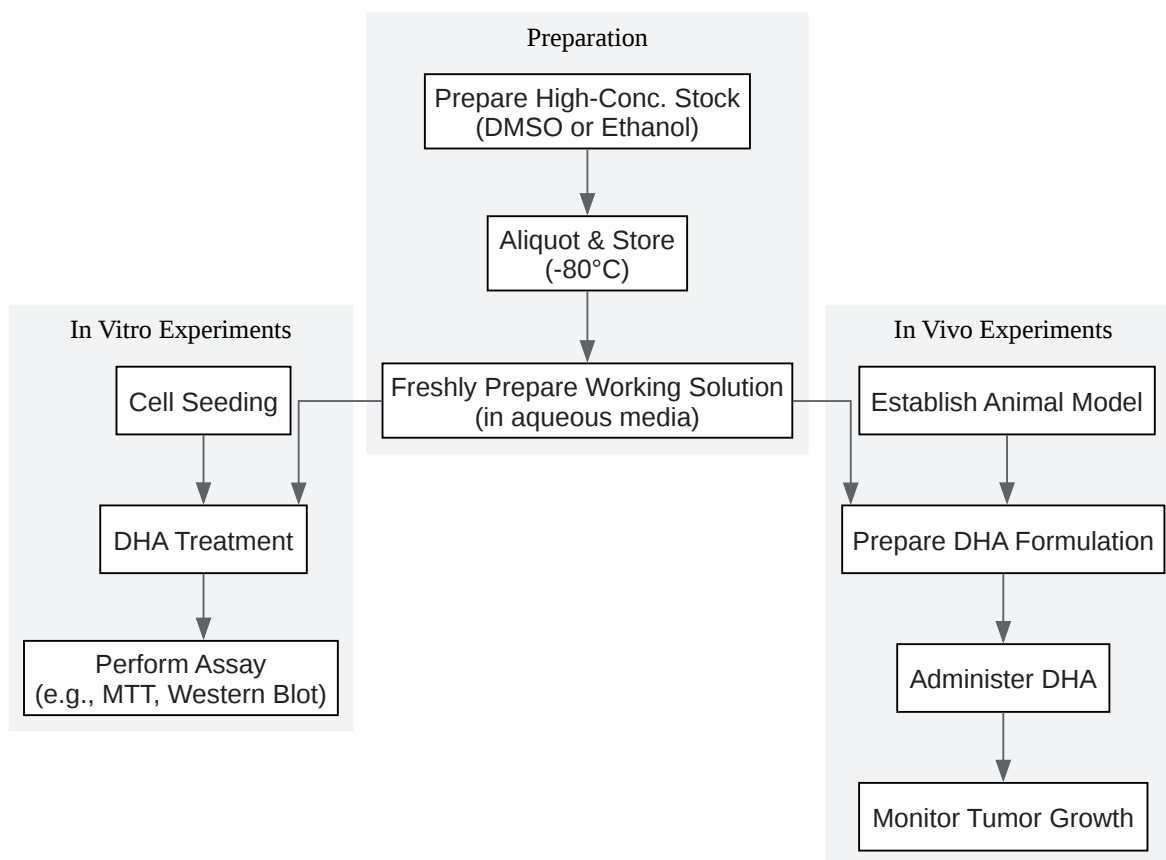 Preparation
Prepare High-Conc. Stock
(DMSO or Ethanol)
Aliquot & Store
(-80°C)
Freshly Prepare Working Solution
(in aqueous media)
In Vitro Experiments
Cell Seeding
DHA Treatment
Perform Assay
(e.g., MTT, Western Blot)
In Vivo Experiments
Establish Animal Model
Prepare DHA Formulation
Administer DHA
Monitor Tumor Growth